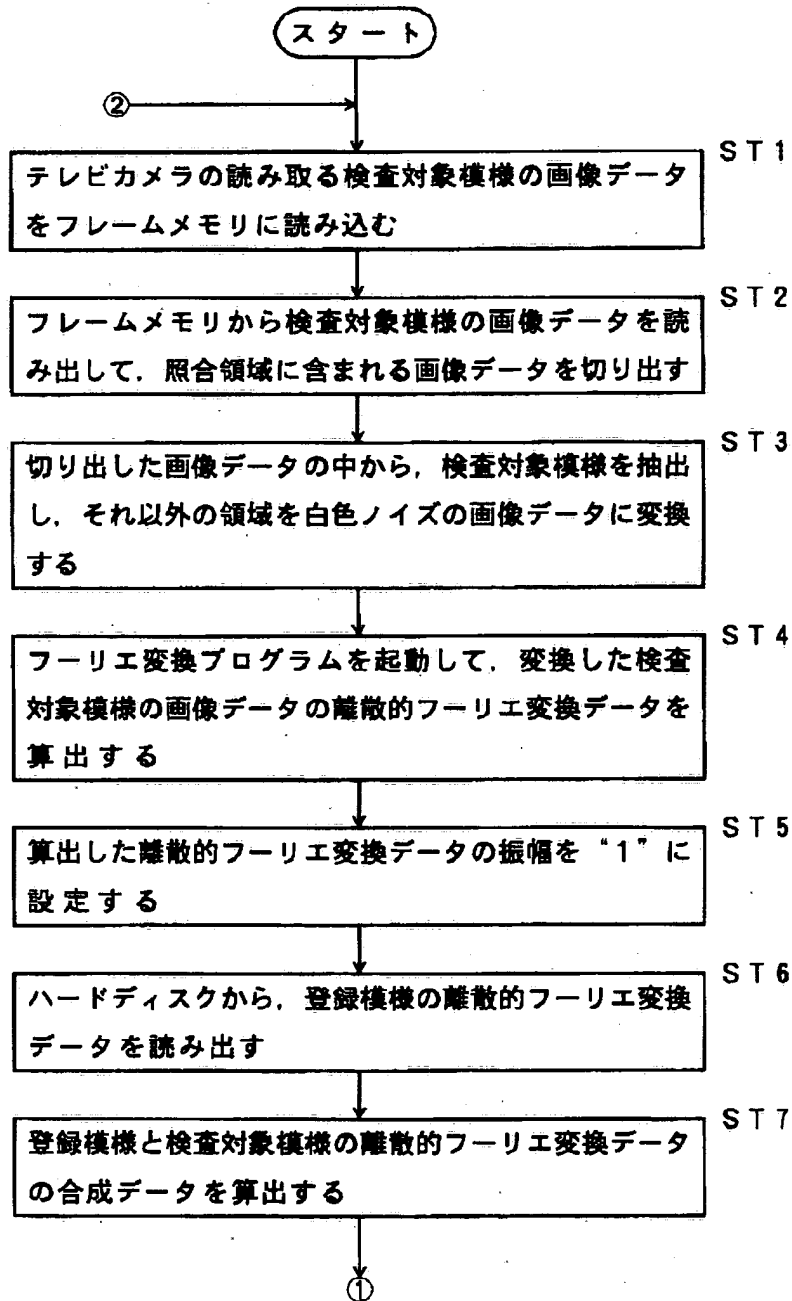 スタート
②
ST1
テレビカメラの読み取る検査対象模様の画像データ
をフレームメモリに読み込む
ST2
フレームメモリから検査対象模様の画像データを読
み出して，照合領域に含まれる画像データを切り出す
ST3
切り出した画像データの中から，検査対象模様を抽出
し，それ以外の領域を白色ノイズの画像データに変換
する
ST4
フーリエ変換プログラムを起動して，変換した検査
対象模様の画像データの離散的フーリエ変換データを
算出する
ST5
算出した離散的フーリエ変換データの振幅を“1”に
設定する
ST6
ハードディスクから，登録模様の離散的フーリエ変換
データを読み出す
ST7
登録模様と検査対象模様の離散的フーリエ変換データ
の合成データを算出する
①